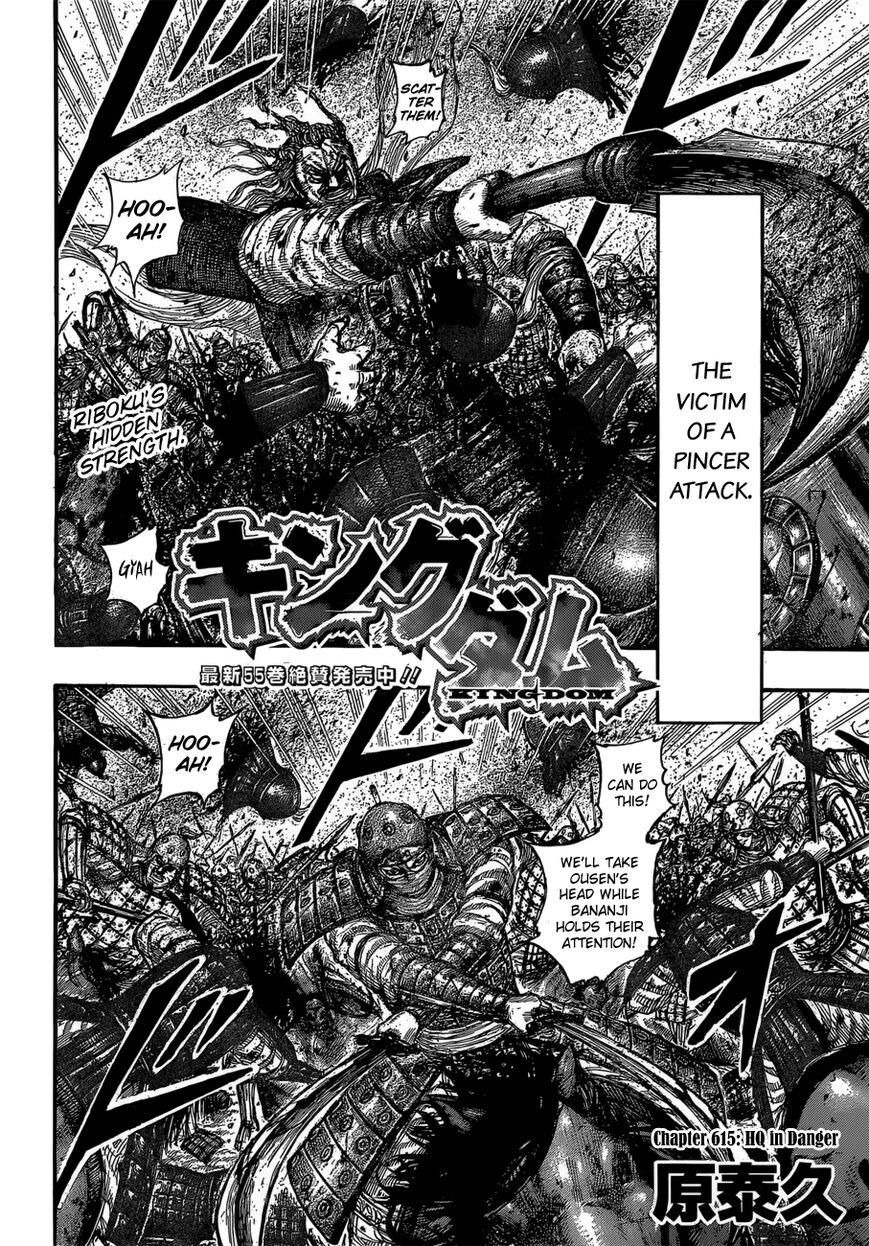 SCAT-
TER
THEM!
HOO-
AH!
THE
VICTIM
OF A
PINCER
ATTACK.
RIBOKU'S
HIDDEN
STRENGTH.
GYAH
キングダム
KINGDOM
最新55巻絶賛発売中!!
WE
CAN DO
THIS!
WE'LL TAKE
OUSEN'S
HEAD WHILE
BANANJI
HOLDS THEIR
ATTENTION!
HOO-
AH!
Chapter 615: HQ in Danger
原泰久